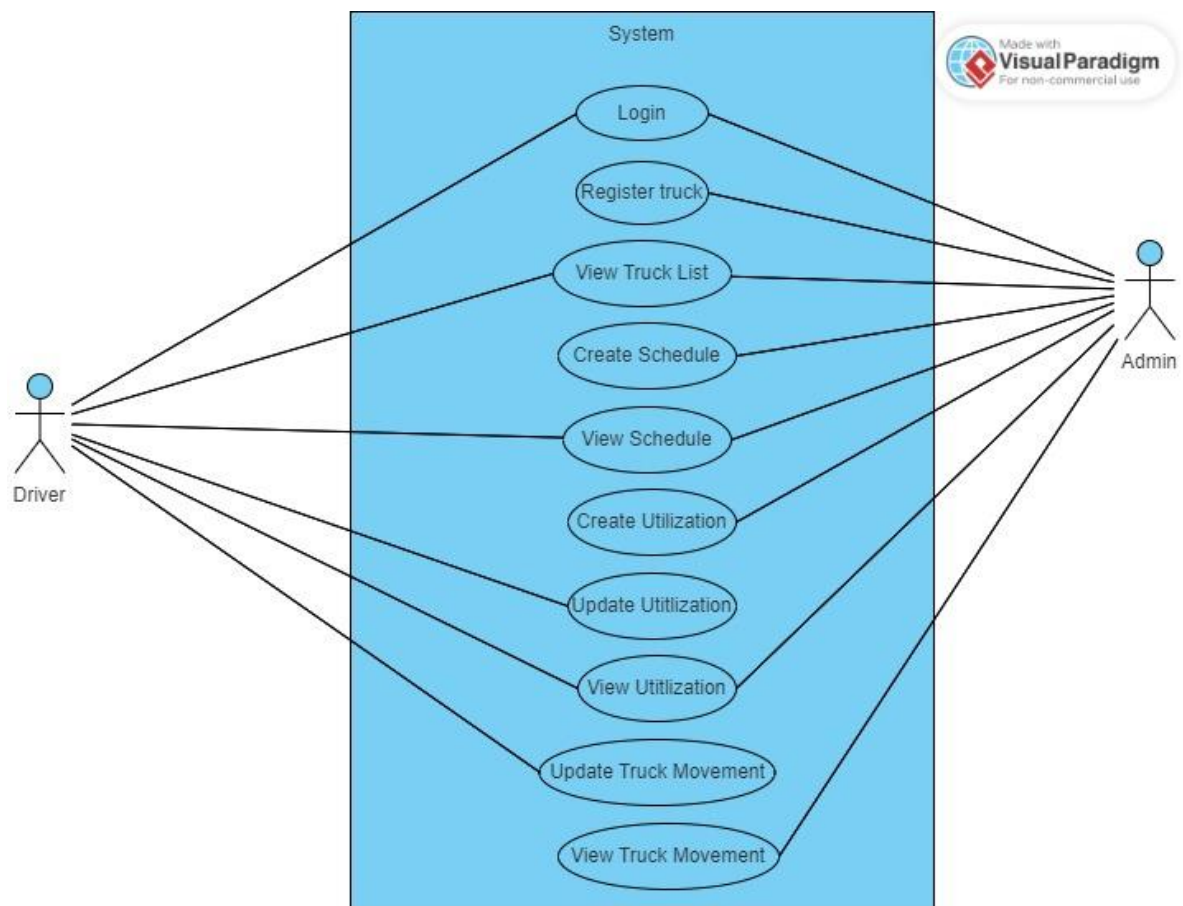 System
Made with
Visual Paradigm
For non-commercial use
Login
Register truck
View Truck List
Create Schedule
Admin
View Schedule
Driver
Create Utilization
Update Utitlization
View Utitlization
Update Truck Movement
View Truck Movement